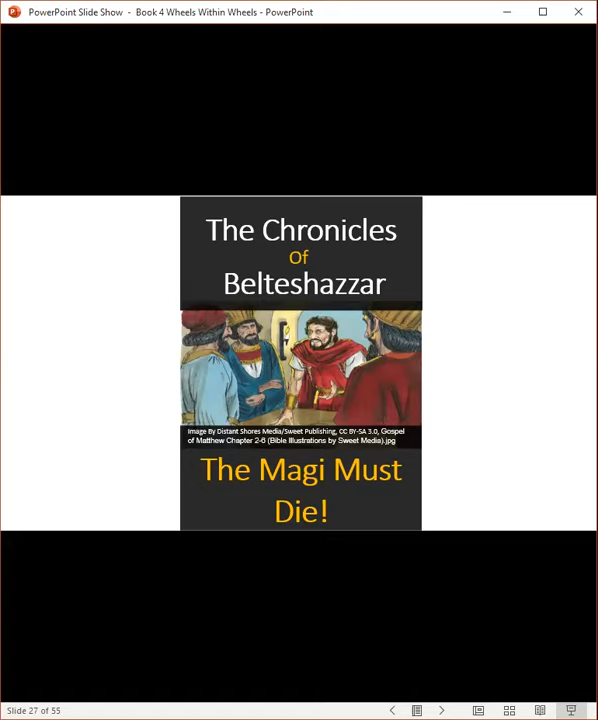 PowerPoint Slide Show - Book 4 Wheels Within Wheels - PowerPoint
The Chronicles
Of
Belteshazzar
Image By Distant Shores Media/Sweet Publishing, CC BY-SA 3.0, Gospel
of Matthew Chapter 2-6 (Bible Illustrations by Sweet Media).jpg
The Magi Must
Die!
Slide 27 of 55